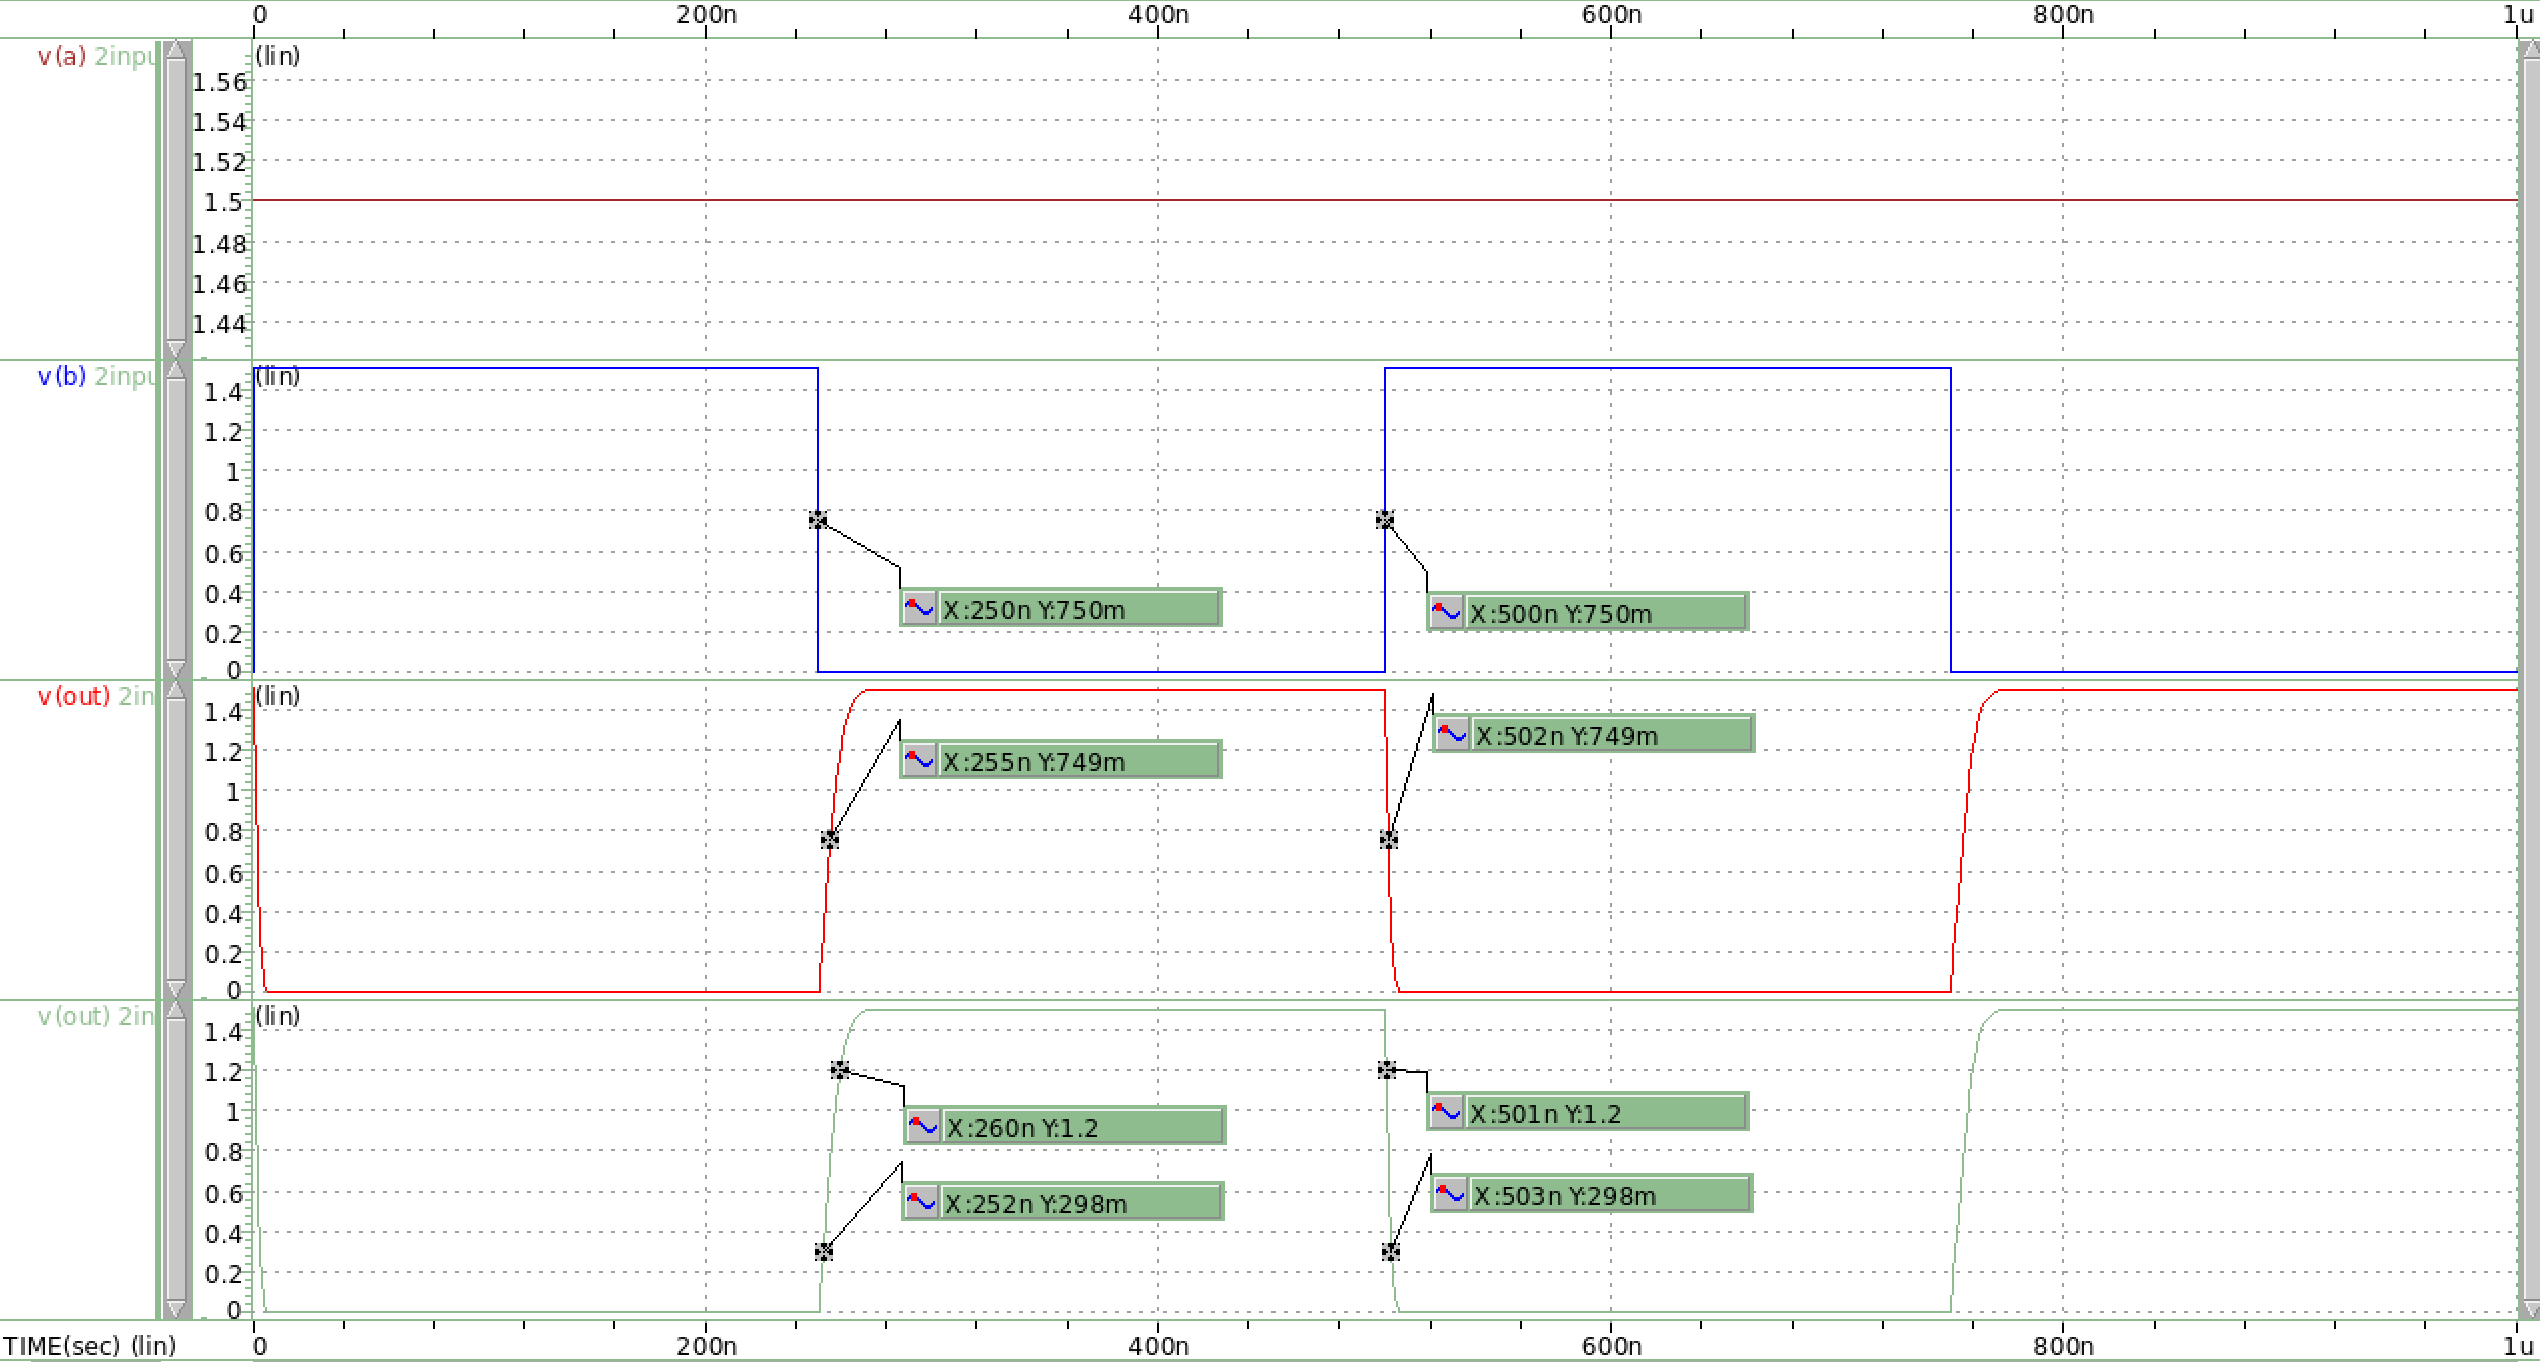 0 200n 400n 600n 800n 1u
v(a) 2inpu (lin)
1.56
1.54
1.52
1.5
1.48
1.46
1.44
v(b) 2inpu (lin)
1.4
1.2
1
0.8
0.6
0.4 X:250n Y:750m X:500n Y:750m
0.2
0
v(out) 2in (lin)
1.4 X:502n Y:749m
1.2 X:255n Y:749m
1
0.8
0.6
0.4
0.2
0
v(out) 2in (lin)
1.4
1.2
1 X:260n Y:1.2 X:501n Y:1.2
0.8
0.6 X:252n Y:298m X:503n Y:298m
0.4
0.2
0
TIME(sec) (lin) 0 200n 400n 600n 800n 1u